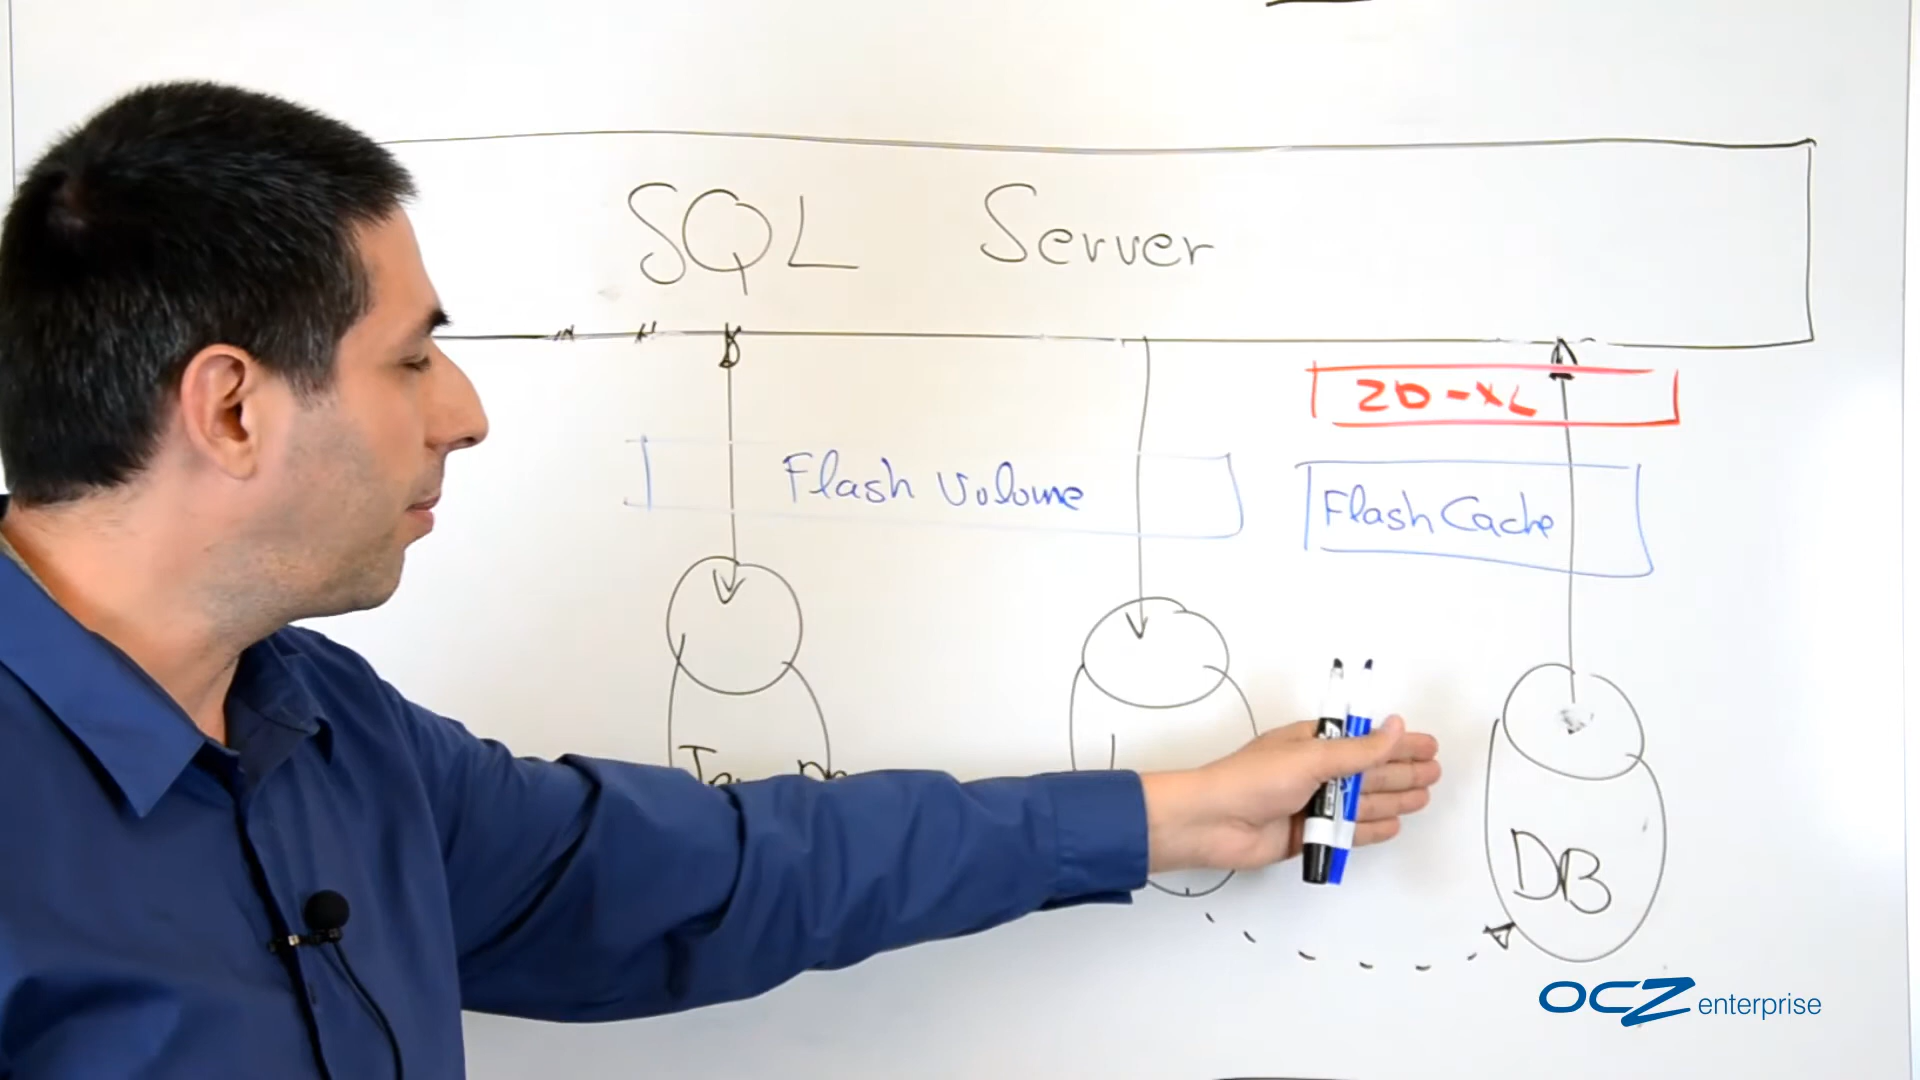 SQL Server
ZD-XL
Flash Volume
Flash Cache
DB
OCZ enterprise